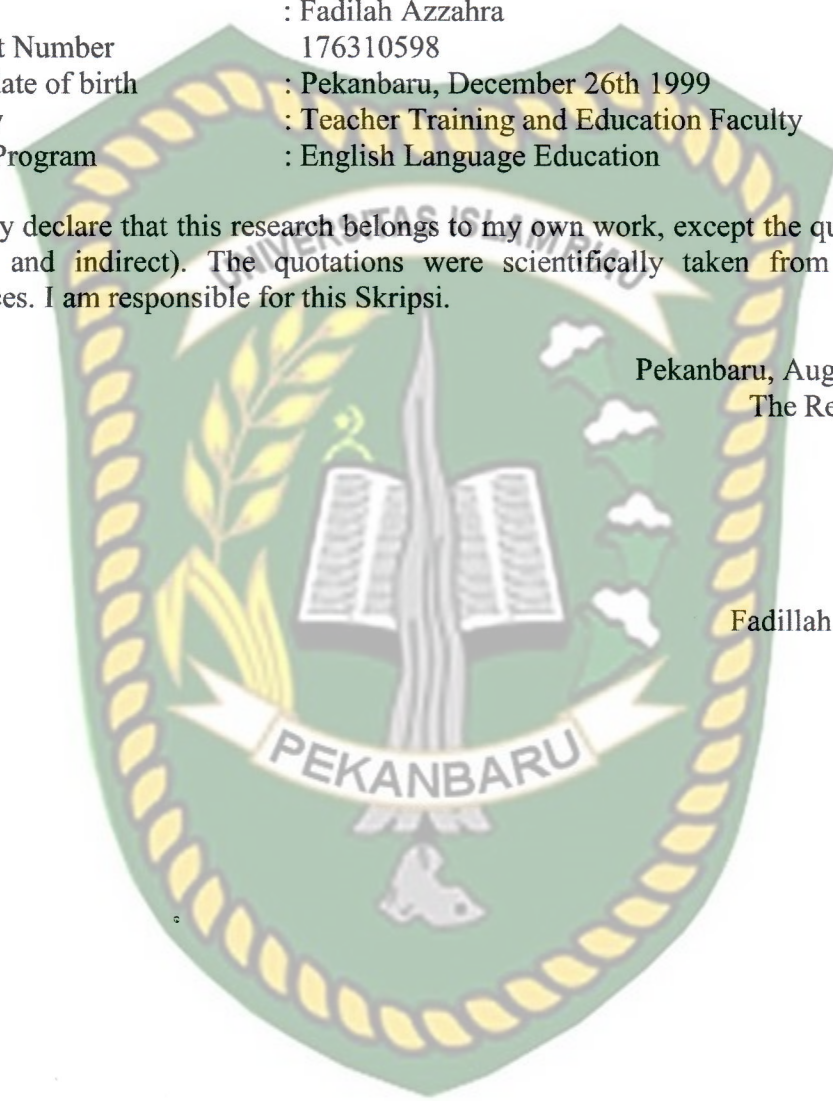 : Fadilah Azzahra
t Number 176310598
ate of birth : Pekanbaru, December 26th 1999
: Teacher Training and Education Faculty
Program : English Language Education
y declare that this research belongs to my own work, except the qu
and indirect). The quotations were scientifically taken from
ces. I am responsible for this Skripsi.
UNIVERSITAS ISLAM RIAU
Pekanbaru, Aug
The Re
Fadillah
PEKANBARU